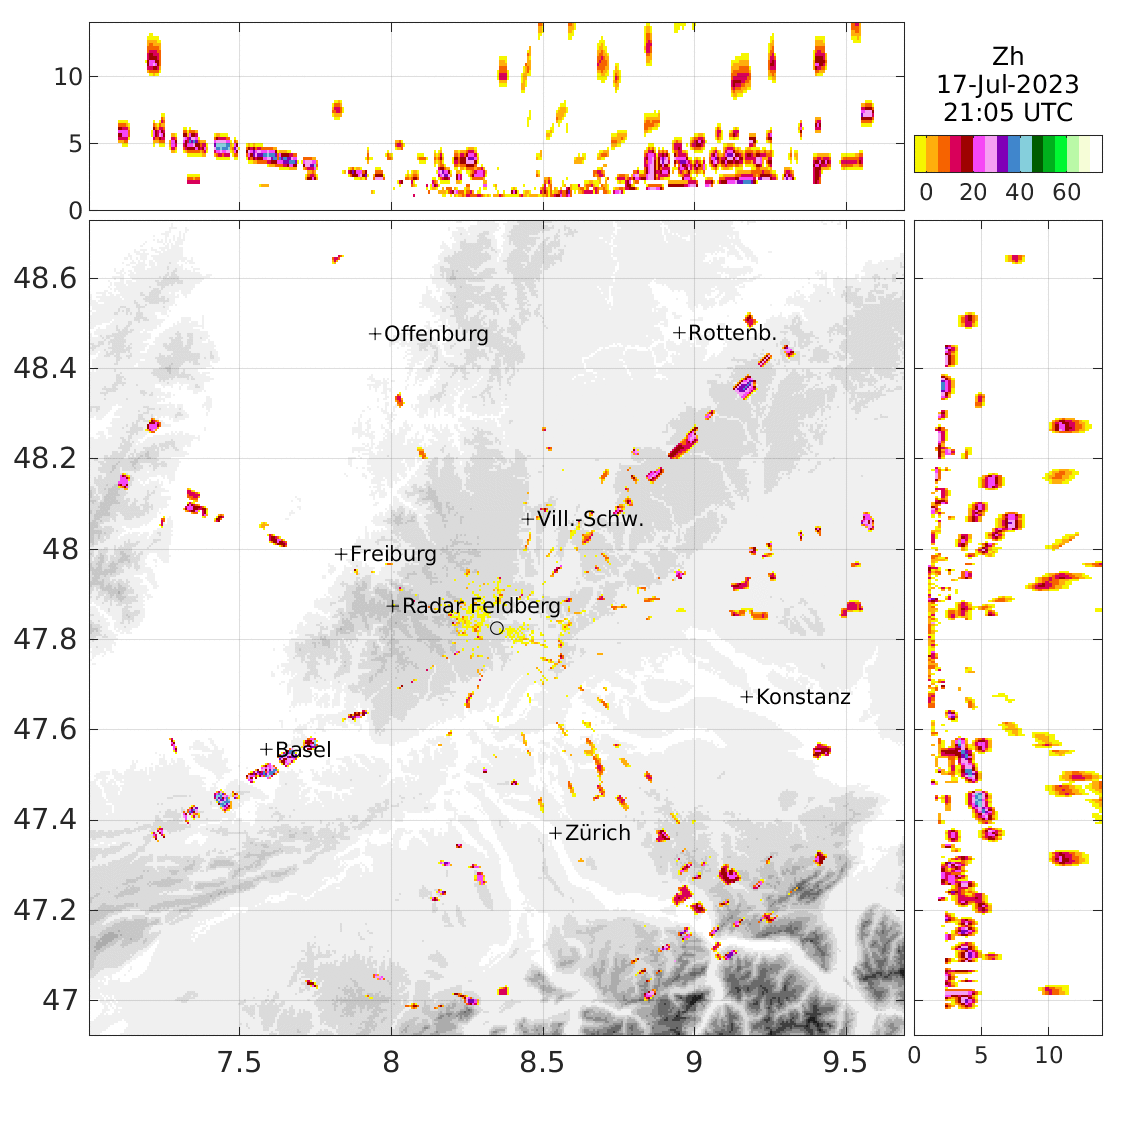 10
5
0
Zh
17-Jul-2023
21:05 UTC
0 20 40 60
48.6
48.4
48.2
48
47.8
47.6
47.4
47.2
47
+Offenburg
+Rottenb.
+Vill.-Schw.
+Freiburg
+Radar Feldberg
+Konstanz
+Basel
+Zürich
7.5 8 8.5 9 9.5
0 5 10